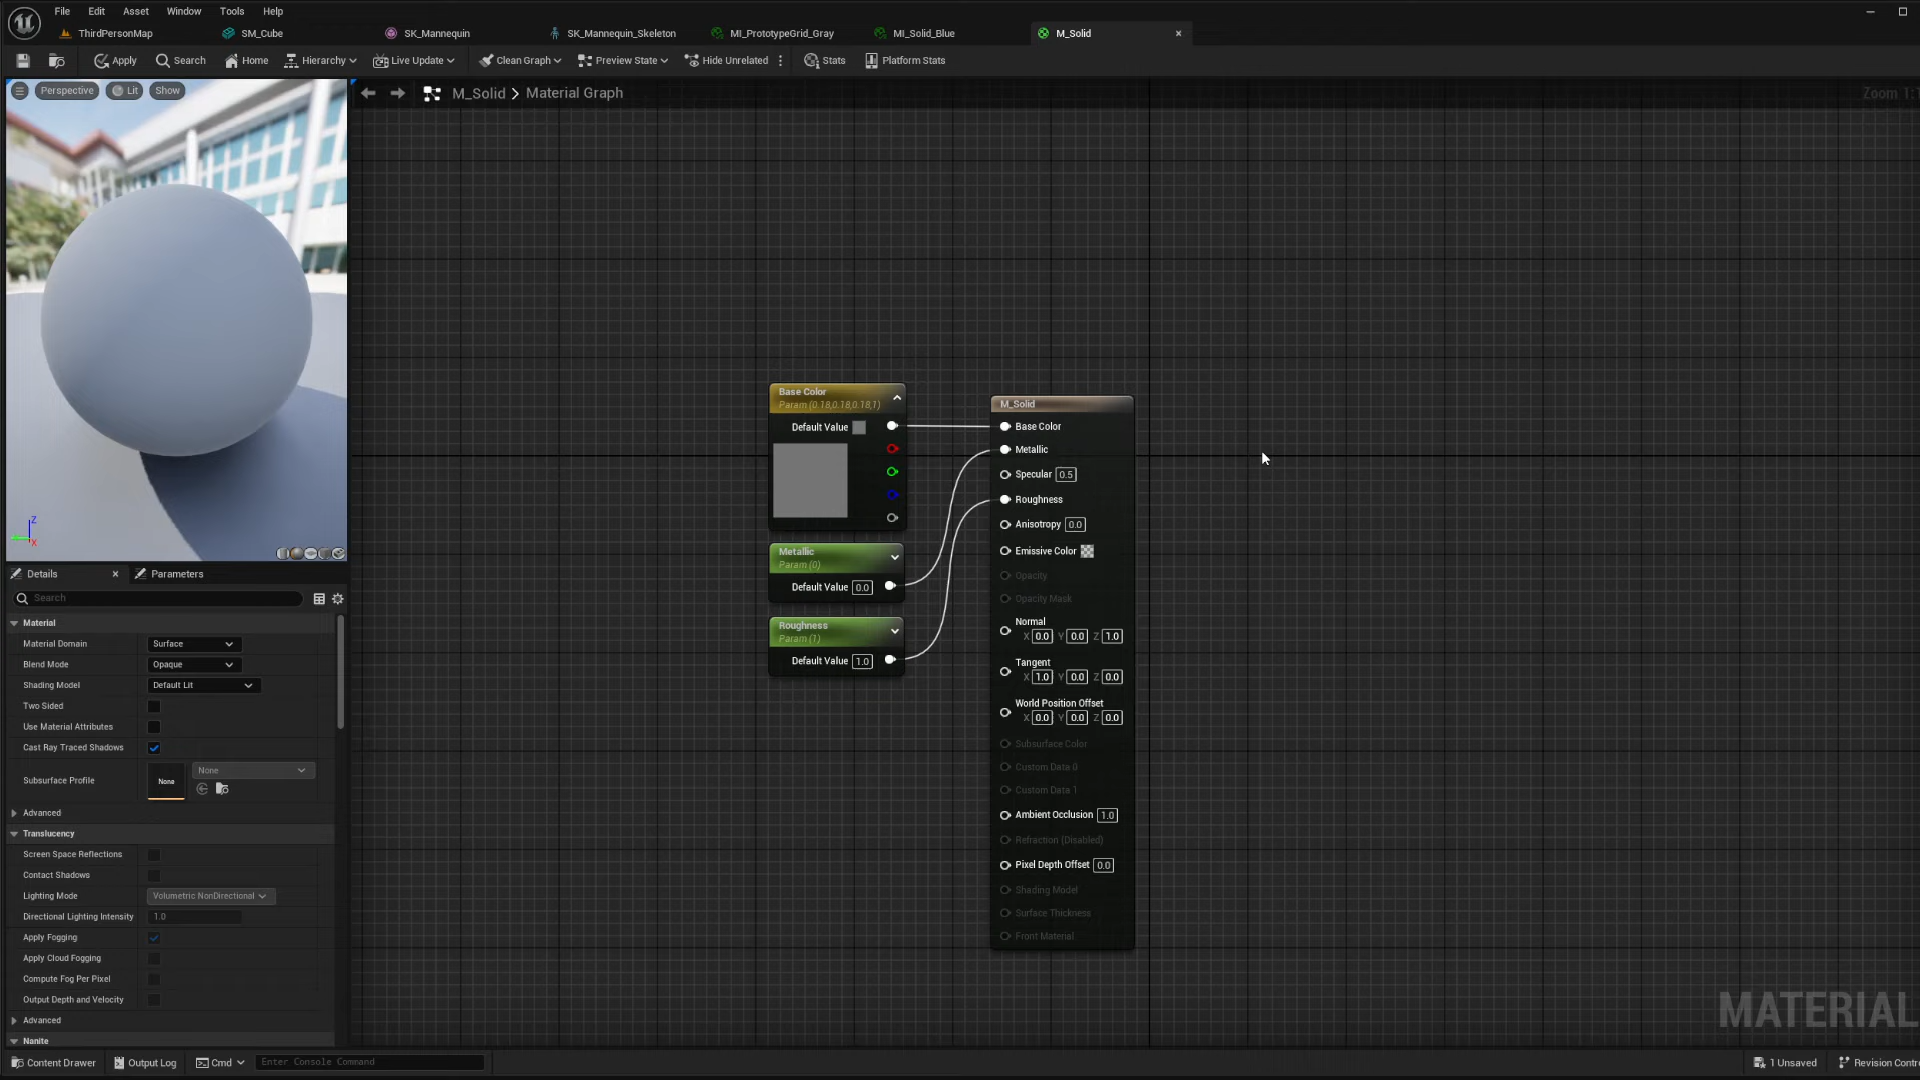 File Edit Asset Window Tools Help
ThirdPersonMap SM_Cube SK_Mannequin SK_Mannequin_Skeleton MI_PrototypeGrid_Gray MI_Solid_Blue M_Solid
Apply Search Home Hierarchy Live Update Clean Graph Preview State Hide Unrelated Stats Platform Stats
Perspective Lit Show
M_Solid > Material Graph
Zoom 1:1
Z
X
Base Color
Param (0.18,0.18,0.18,1)
Default Value
Metallic
Param (0)
Default Value 0.0
Roughness
Param (1)
Default Value 1.0
M_Solid
Base Color
Metallic
Specular 0.5
Roughness
Anisotropy 0.0
Emissive Color
Opacity
Opacity Mask
Normal
X 0.0 Y 0.0 Z 1.0
Tangent
X 1.0 Y 0.0 Z 0.0
World Position Offset
X 0.0 Y 0.0 Z 0.0
Subsurface Color
Custom Data 0
Custom Data 1
Ambient Occlusion 1.0
Refraction (Disabled)
Pixel Depth Offset 0.0
Shading Model
Surface Thickness
Front Material
MATERIAL
Details Parameters
Search
Material
Material Domain Surface
Blend Mode Opaque
Shading Model Default Lit
Two Sided
Use Material Attributes
Cast Ray Traced Shadows
Subsurface Profile None None
Advanced
Translucency
Screen Space Reflections
Contact Shadows
Lighting Mode Volumetric NonDirectional
Directional Lighting Intensity 1.0
Apply Fogging
Apply Cloud Fogging
Compute Fog Per Pixel
Output Depth and Velocity
Advanced
Nanite
Content Drawer Output Log Cmd Enter Console Command 1 Unsaved Revision Contr